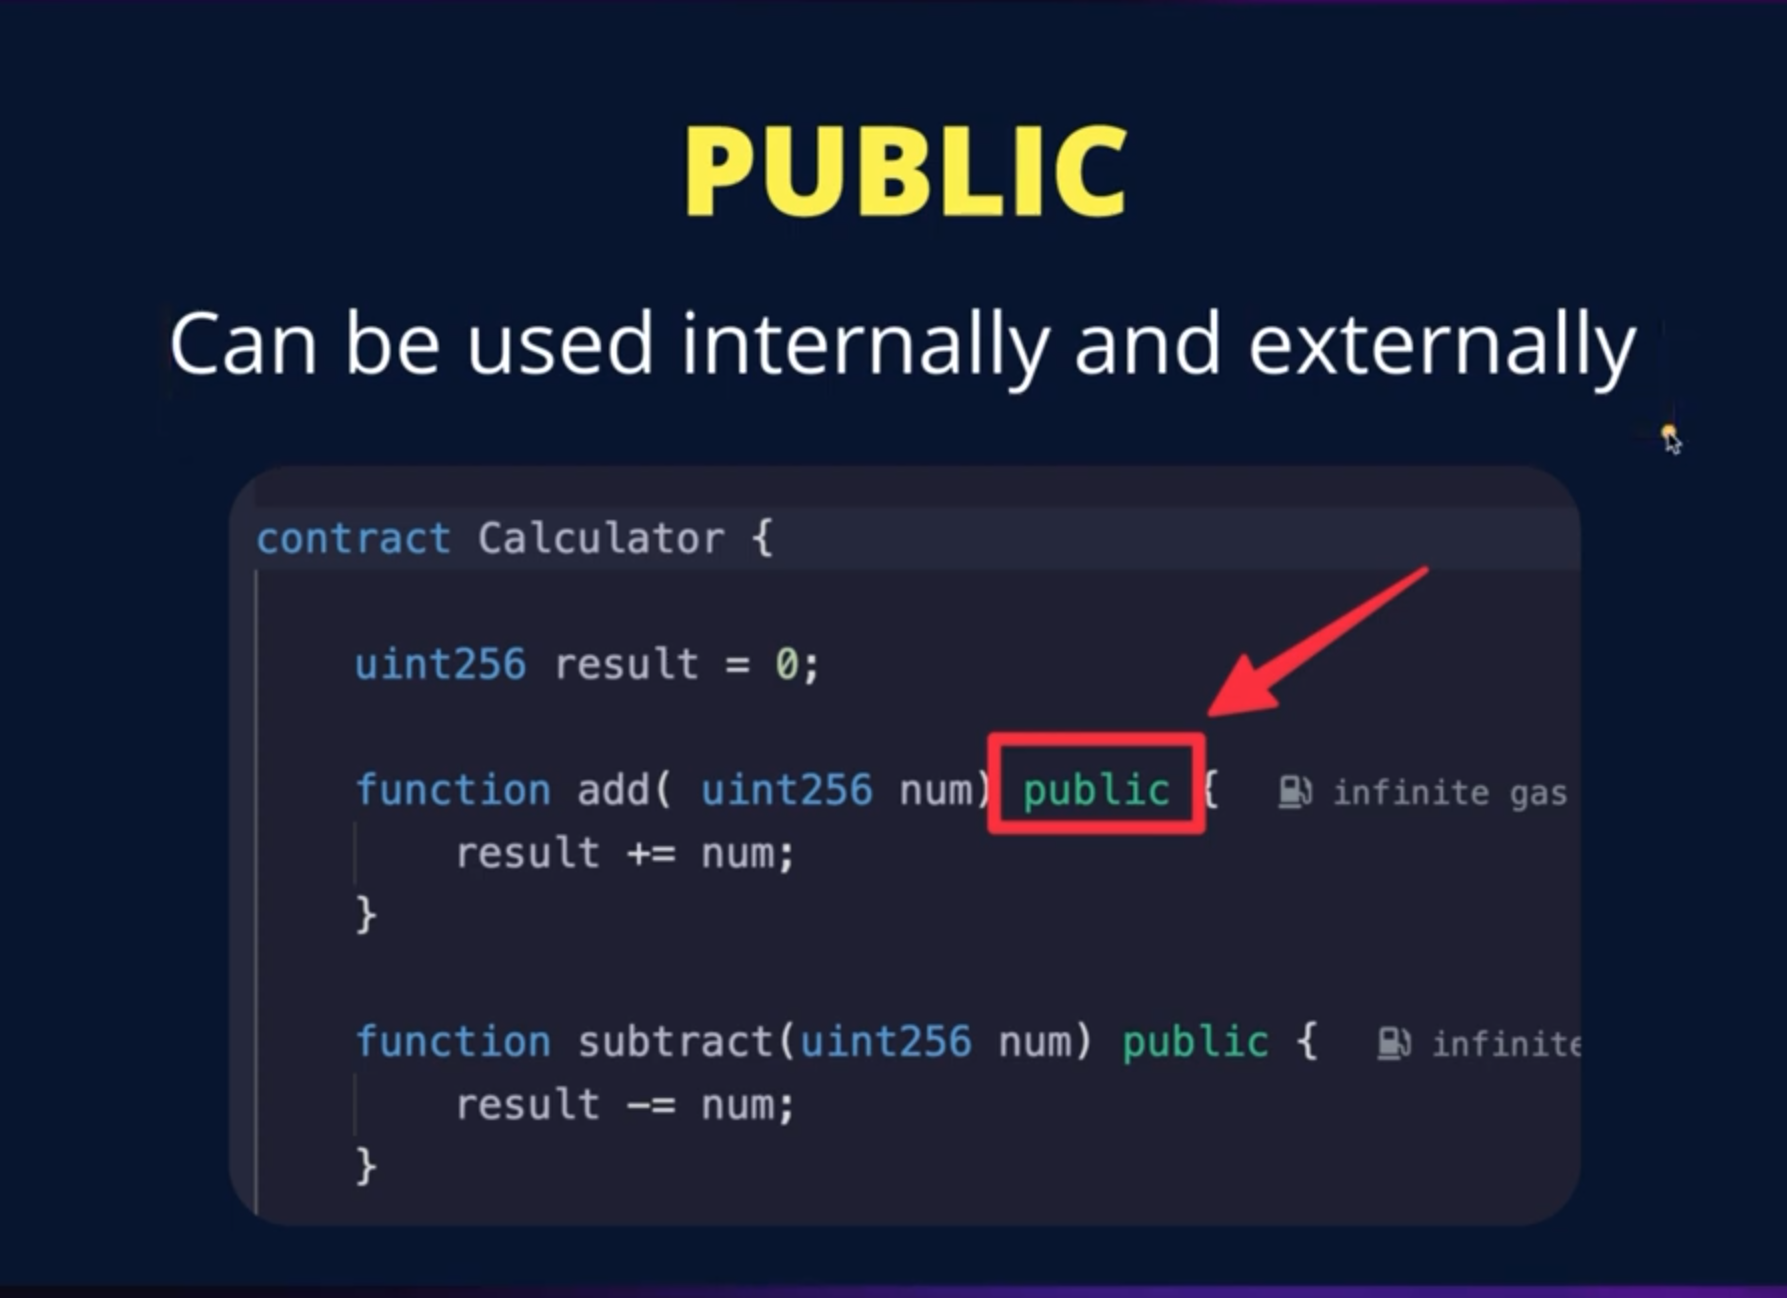 PUBLIC
Can be used internally and externally
contract Calculator {
uint256 result = 0;
function add( uint256 num) public { infinite gas
result += num;
}
function subtract(uint256 num) public { infinite
result -= num;
}